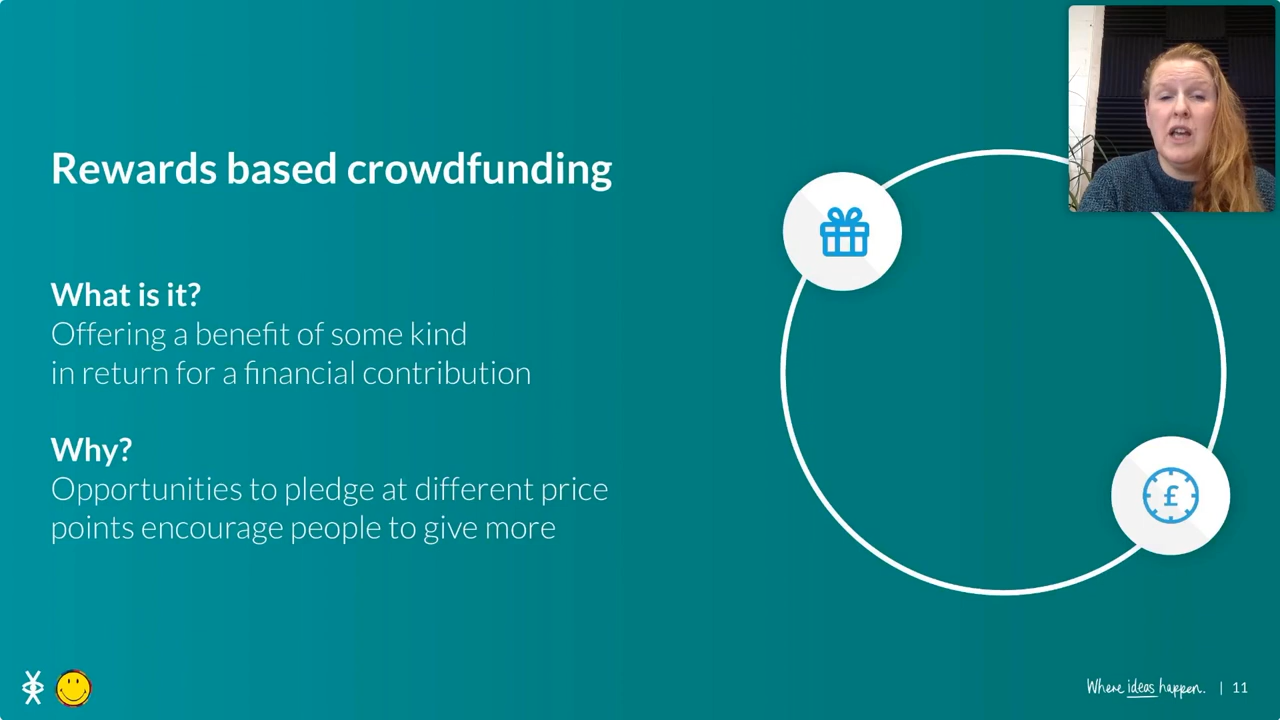 Rewards based crowdfunding
What is it?
Offering a benefit of some kind
in return for a financial contribution
Why?
Opportunities to pledge at different price
points encourage people to give more
£
Where ideas happen. | 11